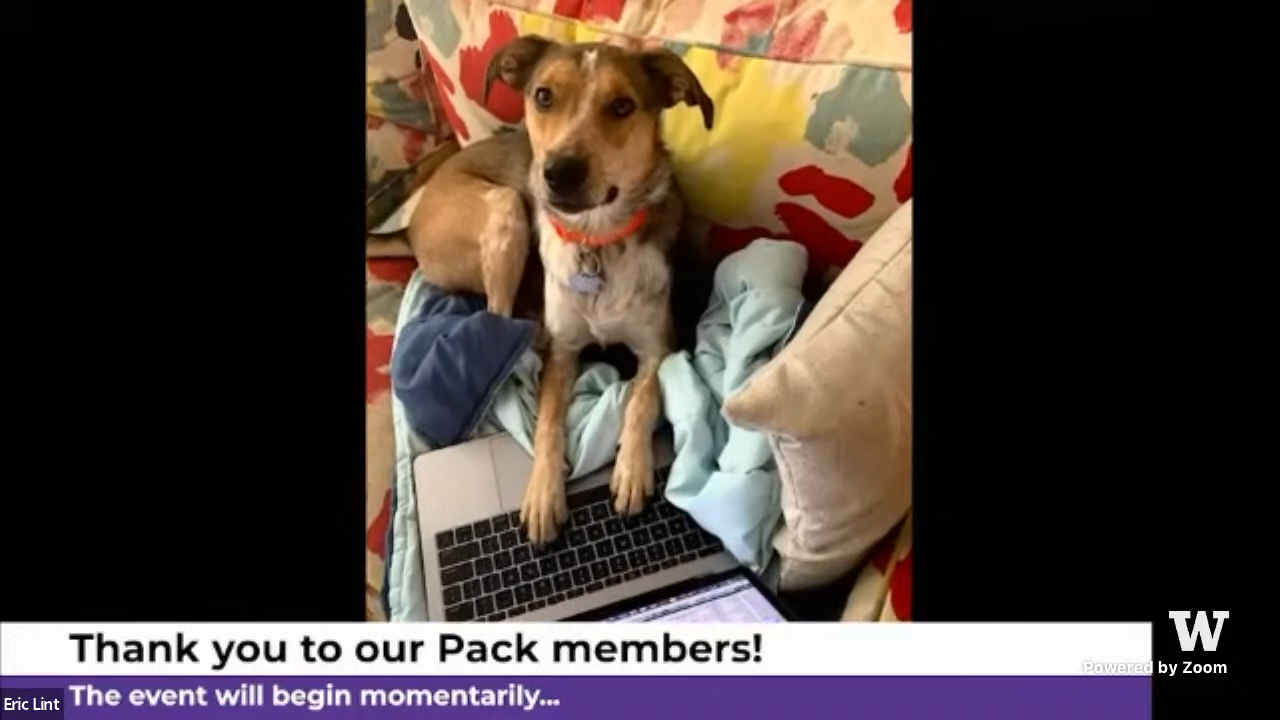 Thank you to our Pack members!
The event will begin momentarily...
Eric Lint
W
Powered by Zoom